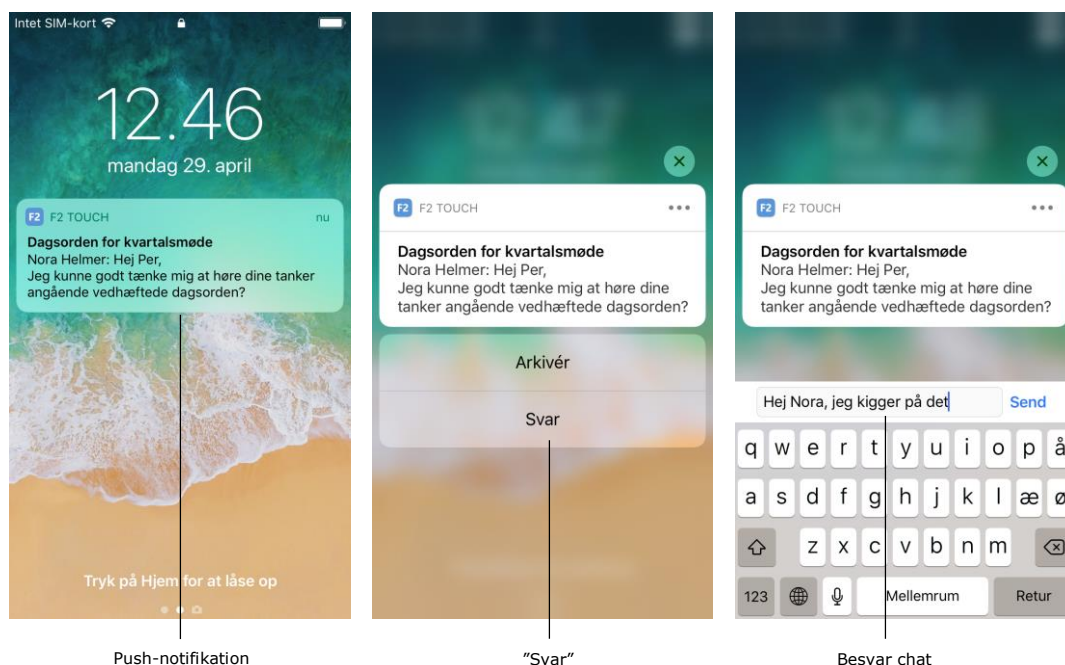 Intet SIM-kort
12.46
mandag 29. april
F2 F2 TOUCH nu
Dagsorden for kvartalsmøde
Nora Helmer: Hej Per,
Jeg kunne godt tænke mig at høre dine tanker
angående vedhæftede dagsorden?
Tryk på Hjem for at låse op
Push-notifikation
F2 F2 TOUCH
Dagsorden for kvartalsmøde
Nora Helmer: Hej Per,
Jeg kunne godt tænke mig at høre dine
tanker angående vedhæftede dagsorden?
Arkivér
Svar
"Svar"
F2 F2 TOUCH
Dagsorden for kvartalsmøde
Nora Helmer: Hej Per,
Jeg kunne godt tænke mig at høre dine
tanker angående vedhæftede dagsorden?
Hej Nora, jeg kigger på det Send
q w e r t y u i o p å
a s d f g h j k l æ ø
z x c v b n m
123 Mellemrum Retur
Besvar chat